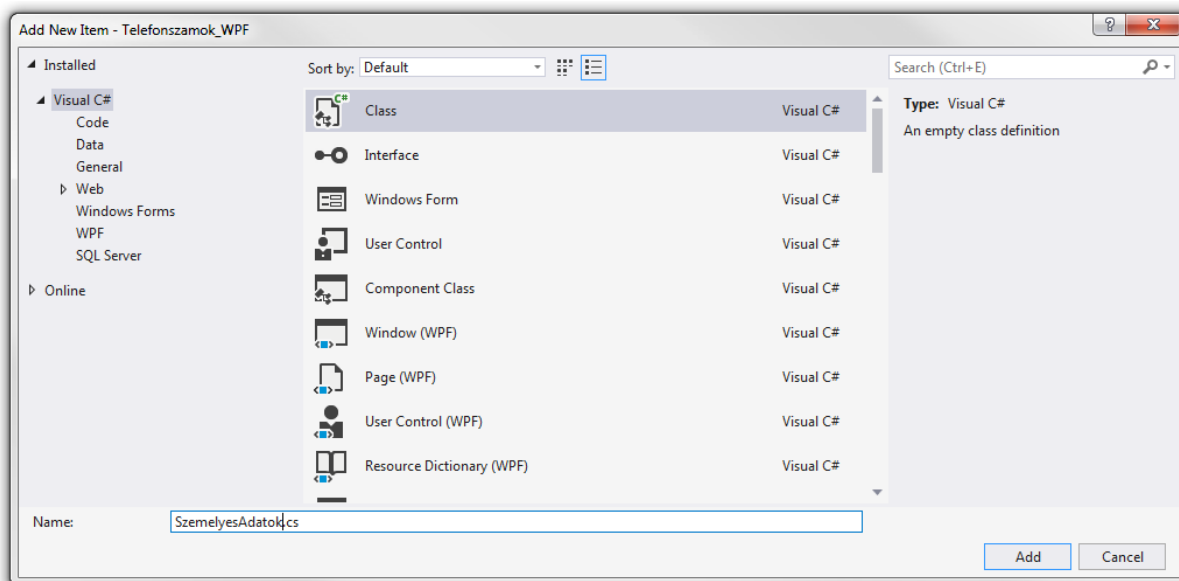 Add New Item - Telefonszamok_WPF
Installed
Visual C#
Code
Data
General
Web
Windows Forms
WPF
SQL Server
Online
Sort by: Default
Class Visual C#
Interface Visual C#
Windows Form Visual C#
User Control Visual C#
Component Class Visual C#
Window (WPF) Visual C#
Page (WPF) Visual C#
User Control (WPF) Visual C#
Resource Dictionary (WPF) Visual C#
Search (Ctrl+E)
Type: Visual C#
An empty class definition
Name: SzemelyesAdatok.cs
Add Cancel